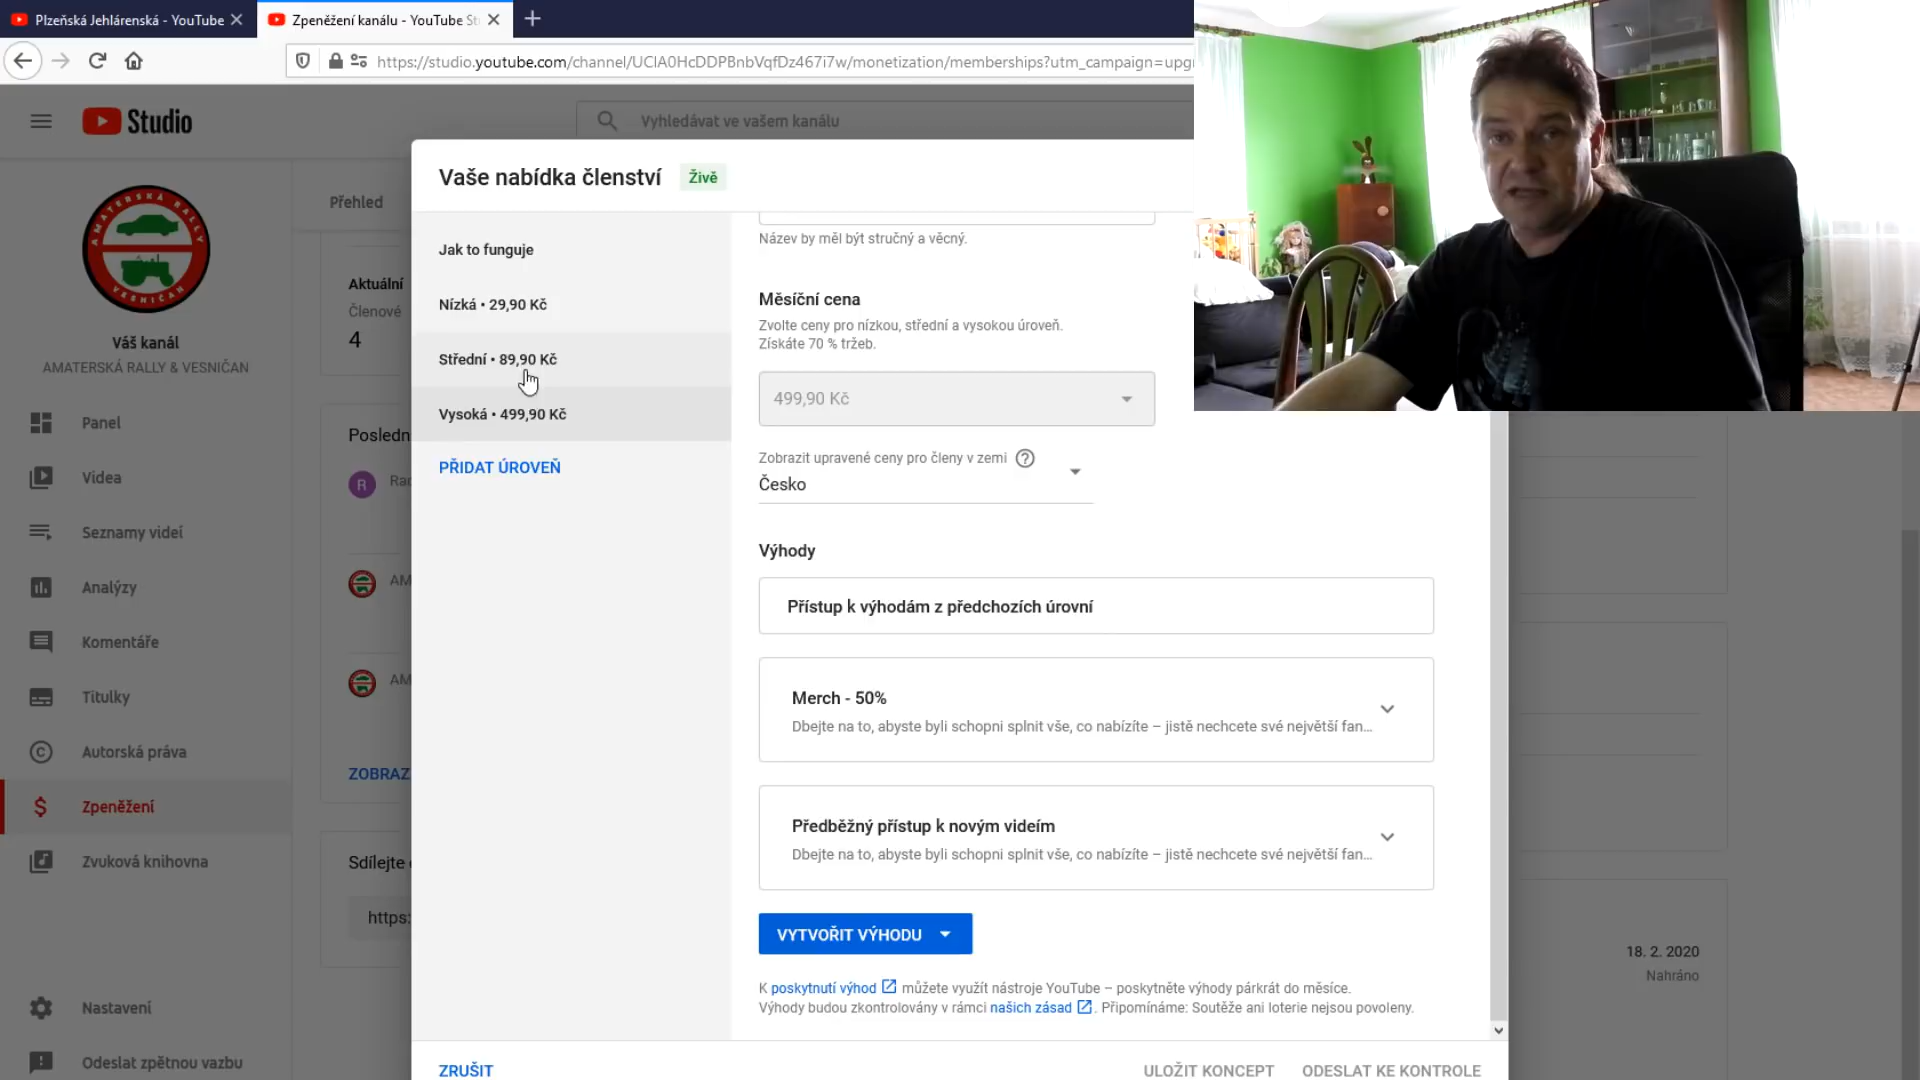 Plzeňská Jehlárenská - YouTube
Zpeněžení kanálu - YouTube St
https://studio.youtube.com/channel/UCIA0HcDDPBnbVqfDz467i7w/monetization/memberships?utm_campaign=upg
Studio
Vyhledávat ve vašem kanálu
AMATERSKÁ RALLY
VESNIČAN
Váš kanál
AMATERSKÁ RALLY & VESNIČAN
Panel
Videa
Seznamy videí
Analýzy
Komentáře
Titulky
Autorská práva
Zpeněžení
Zvuková knihovna
Nastavení
Odeslat zpětnou vazbu
Přehled
Aktuální
Členové
4
Posledn
R
Rar
AM
AM
ZOBRAZ
Sdílejte
https:
Vaše nabídka členství
Živě
Jak to funguje
Nízká • 29,90 Kč
Střední • 89,90 Kč
Vysoká • 499,90 Kč
PŘIDAT ÚROVEŇ
Název by měl být stručný a věcný.
Měsíční cena
Zvolte ceny pro nízkou, střední a vysokou úroveň.
Získáte 70 % tržeb.
499,90 Kč
Zobrazit upravené ceny pro členy v zemi
Česko
Výhody
Přístup k výhodám z předchozích úrovní
Merch - 50%
Dbejte na to, abyste byli schopni splnit vše, co nabízíte – jistě nechcete své největší fan...
Předběžný přístup k novým videím
Dbejte na to, abyste byli schopni splnit vše, co nabízíte – jistě nechcete své největší fan...
VYTVOŘIT VÝHODU
K poskytnutí výhod můžete využít nástroje YouTube – poskytněte výhody párkrát do měsíce.
Výhody budou zkontrolovány v rámci našich zásad . Připomínáme: Soutěže ani loterie nejsou povoleny.
ZRUŠIT
ULOŽIT KONCEPT
ODESLAT KE KONTROLE
18. 2. 2020
Nahráno